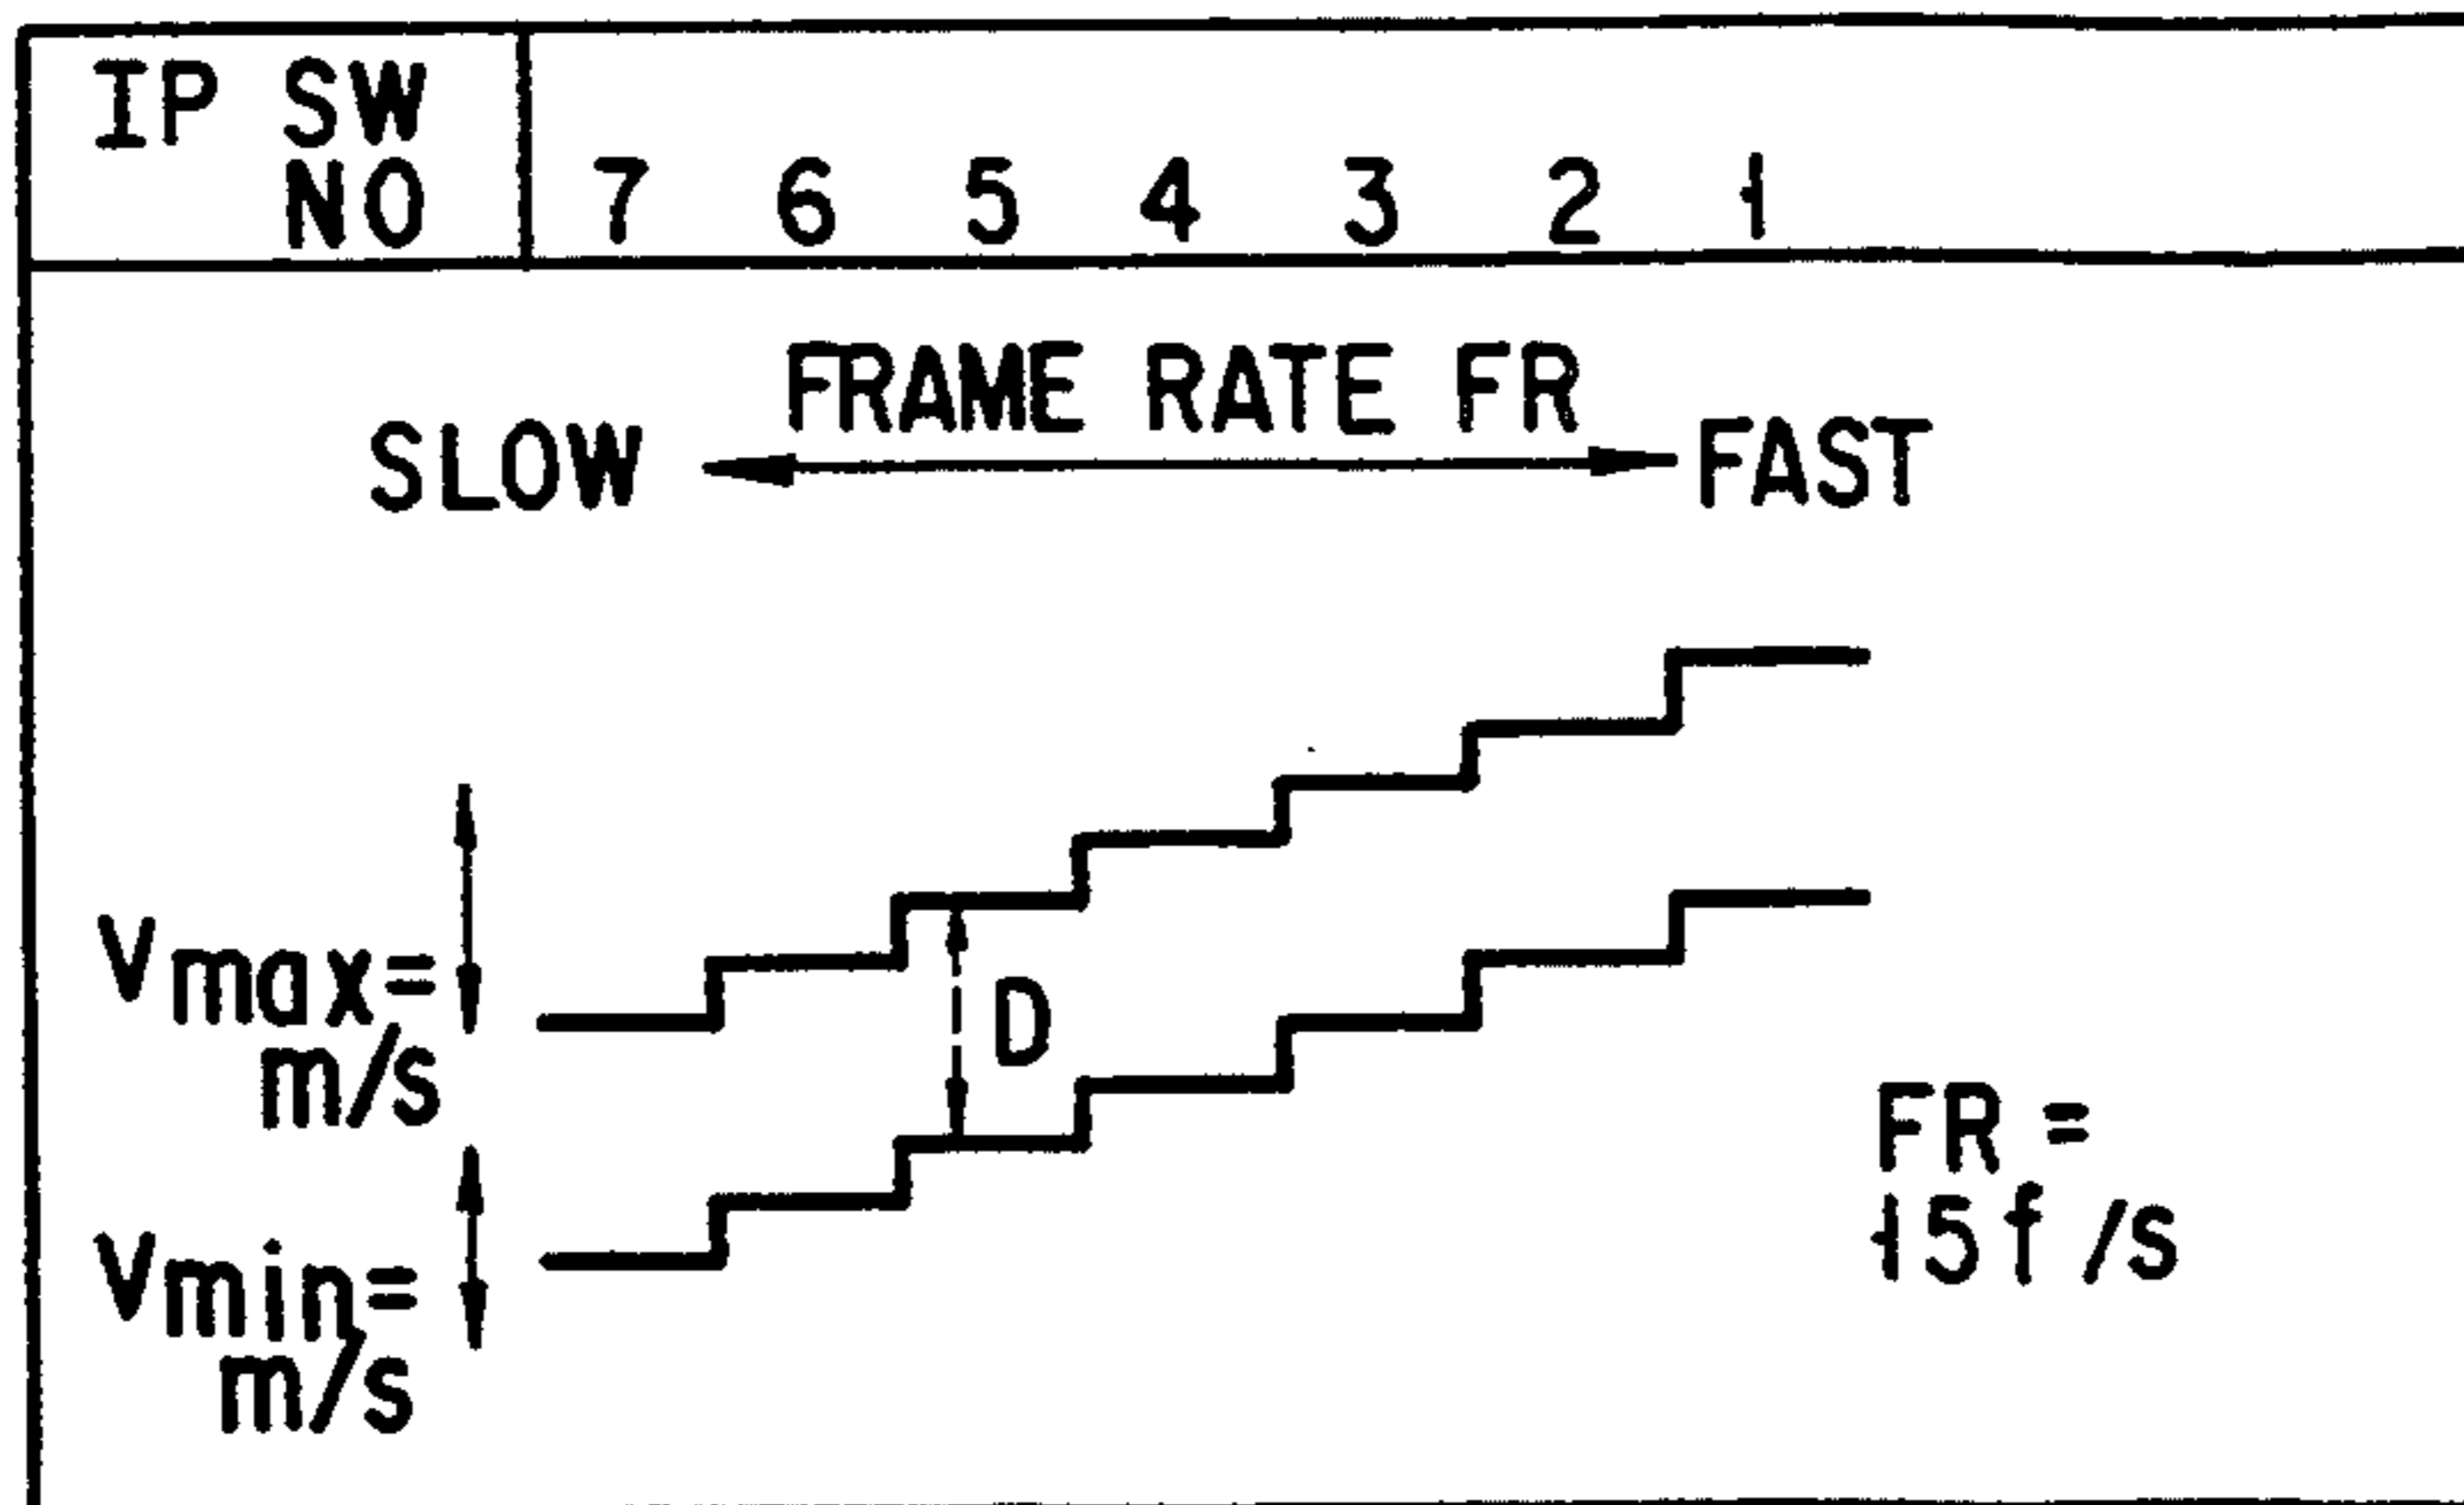 IP SW
NO
7 6 5 4 3 2 1
FRAME RATE FR
SLOW FAST
Vmax=
m/s
D
Vmin=
m/s
FR =
15f /s